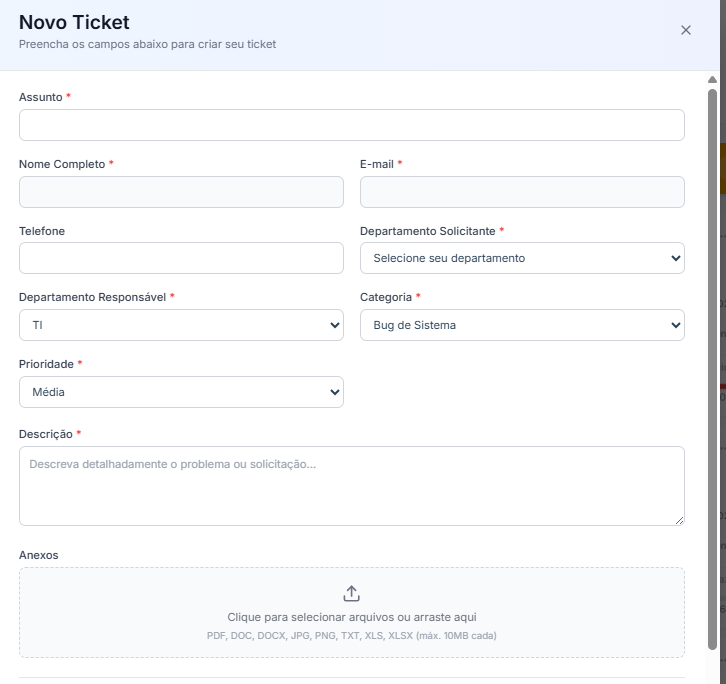 Novo Ticket
Preencha os campos abaixo para criar seu ticket
Assunto *
Nome Completo *
E-mail *
Telefone
Departamento Solicitante *
Selecione seu departamento
Departamento Responsável *
Categoria *
TI
Bug de Sistema
Prioridade *
Média
Descrição *
Descreva detalhadamente o problema ou solicitação...
Anexos
Clique para selecionar arquivos ou arraste aqui
PDF, DOC, DOCX, JPG, PNG, TXT, XLS, XLSX (máx. 10MB cada)